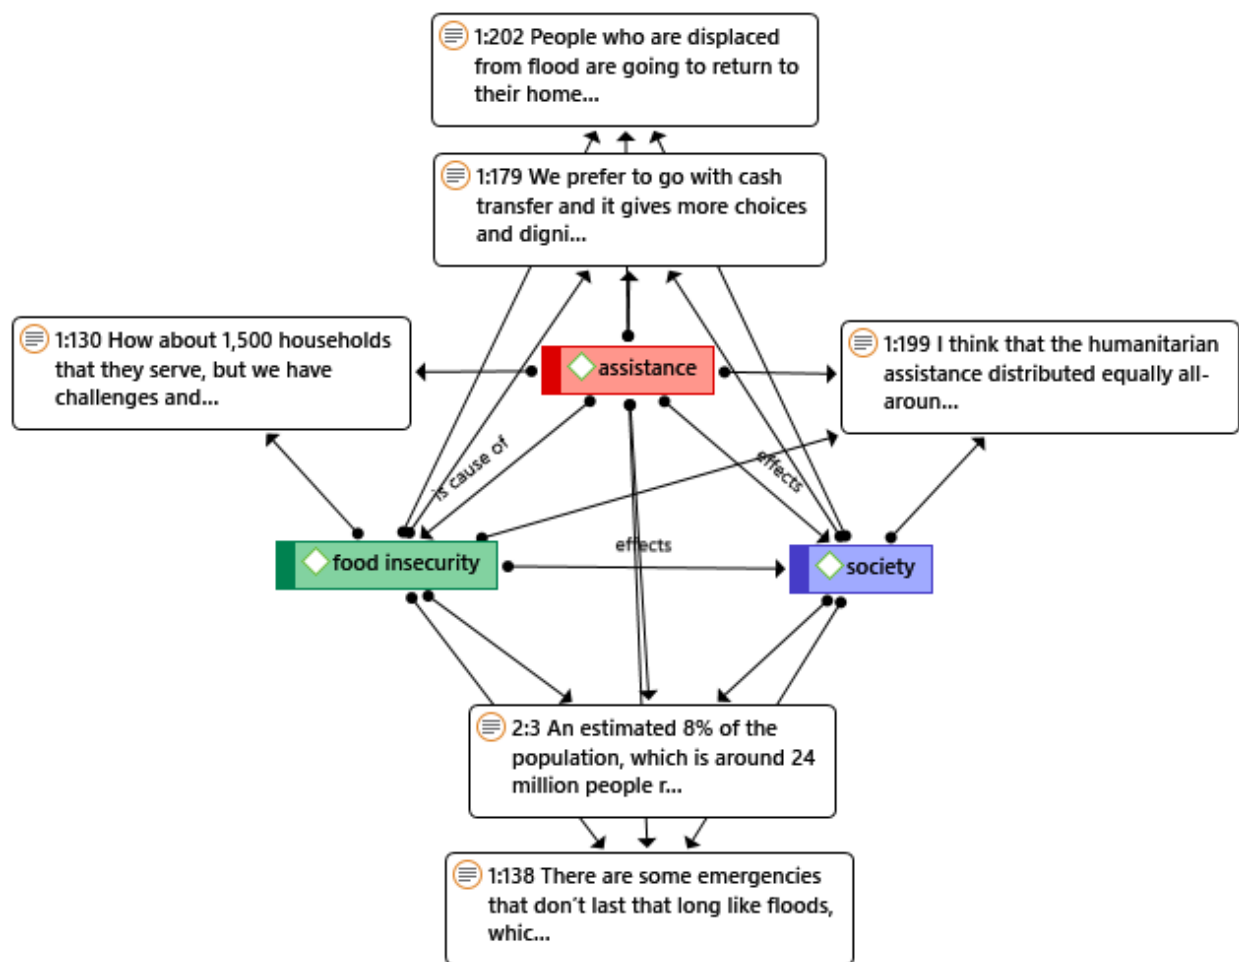 1:202 People who are displaced
from flood are going to return to
their home...
1:179 We prefer to go with cash
transfer and it gives more choices
and digni...
1:130 How about 1,500 households
that they serve, but we have
challenges and...
assistance
1:199 I think that the humanitarian
assistance distributed equally all-
aroun...
is cause of
effects
effects
food insecurity
society
2:3 An estimated 8% of the
population, which is around 24
million people r...
1:138 There are some emergencies
that don´t last that long like floods,
whic...